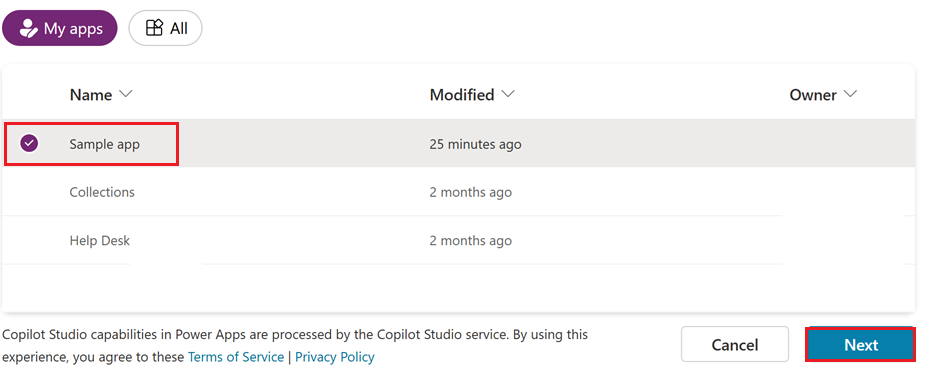 My apps All
Name Modified Owner
Sample app 25 minutes ago
Collections 2 months ago
Help Desk 2 months ago
Copilot Studio capabilities in Power Apps are processed by the Copilot Studio service. By using this
experience, you agree to these Terms of Service | Privacy Policy
Cancel Next